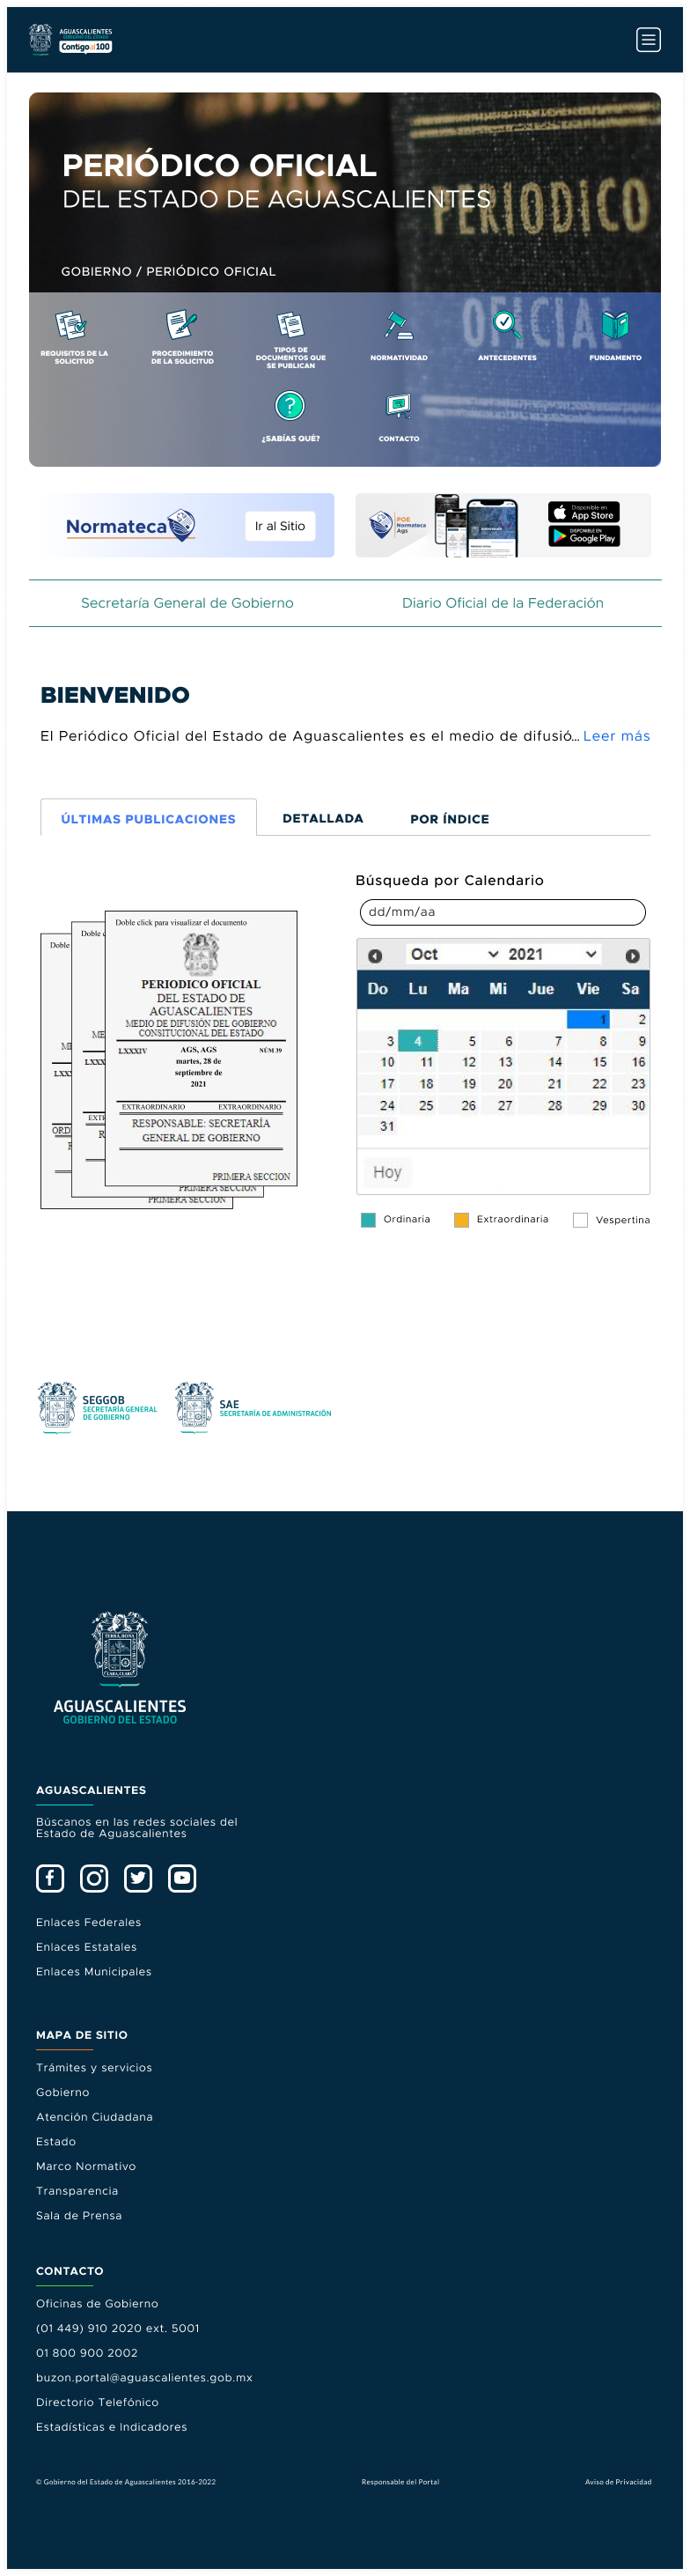 AGUASCALIENTES
GOBIERNO DEL ESTADO
Contigo al 100
PERIÓDICO OFICIAL
DEL ESTADO DE AGUASCALIENTES
PERIODICO
OFICIAL
GOBIERNO / PERIÓDICO OFICIAL
REQUISITOS DE LA
SOLICITUD
PROCEDIMIENTO
DE LA SOLICITUD
TIPOS DE
DOCUMENTOS QUE
SE PUBLICAN
NORMATIVIDAD
ANTECEDENTES
FUNDAMENTO
¿SABÍAS QUÉ?
CONTACTO
Normateca
Ir al Sitio
POE
Normateca
Ags
Disponible en
App Store
DISPONIBLE EN
Google Play
Secretaría General de Gobierno
Diario Oficial de la Federación
BIENVENIDO
El Periódico Oficial del Estado de Aguascalientes es el medio de difusió... Leer más
ÚLTIMAS PUBLICACIONES
DETALLADA
POR ÍNDICE
Doble
Doble c
Doble click para visualizar el documento
PERIODICO OFICIAL
DEL ESTADO DE
AGUASCALIENTES
MEDIO DE DIFUSIÓN DEL GOBIERNO
CONSITUCIONAL DEL ESTADO
LXXXIV
AGS, AGS
martes, 28 de
septiembre de
2021
NÚM 39
EXTRAORDINARIO
EXTRAORDINARIO
RESPONSABLE: SECRETARÍA
GENERAL DE GOBIERNO
PRIMERA SECCION
PRIMERA SECCION
PRIMERA SECCION
Búsqueda por Calendario
dd/mm/aa
Oct 2021
Do Lu Ma Mi Jue Vie Sa
1 2
3 4 5 6 7 8 9
10 11 12 13 14 15 16
17 18 19 20 21 22 23
24 25 26 27 28 29 30
31
Hoy
Ordinaria
Extraordinaria
Vespertina
SEGGOB
SECRETARÍA GENERAL
DE GOBIERNO
SAE
SECRETARÍA DE ADMINISTRACIÓN
AGUASCALIENTES
GOBIERNO DEL ESTADO
AGUASCALIENTES
Búscanos en las redes sociales del
Estado de Aguascalientes
Enlaces Federales
Enlaces Estatales
Enlaces Municipales
MAPA DE SITIO
Trámites y servicios
Gobierno
Atención Ciudadana
Estado
Marco Normativo
Transparencia
Sala de Prensa
CONTACTO
Oficinas de Gobierno
(01 449) 910 2020 ext. 5001
01 800 900 2002
buzon.portal@aguascalientes.gob.mx
Directorio Telefónico
Estadísticas e Indicadores
© Gobierno del Estado de Aguascalientes 2016-2022
Responsable del Portal
Aviso de Privacidad